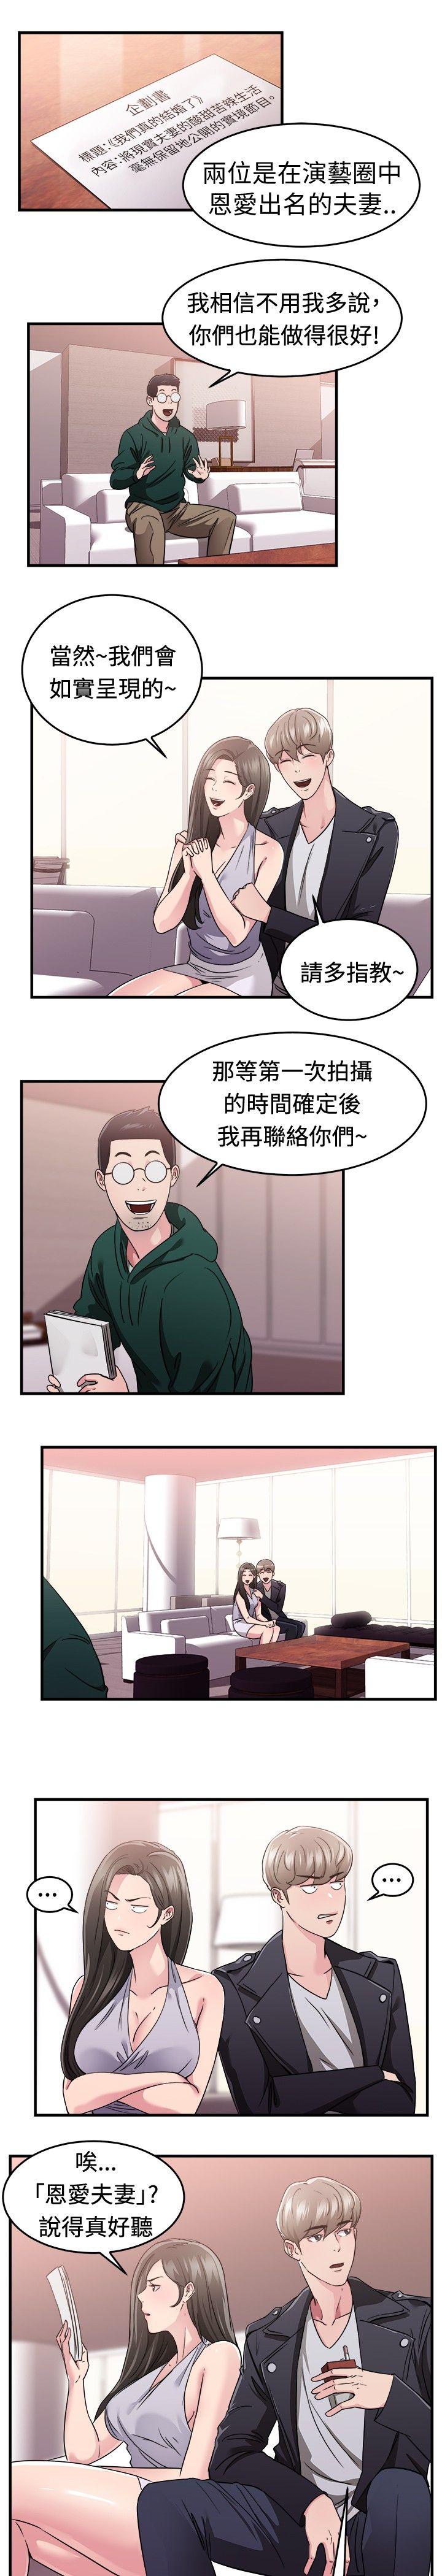 企劃書
標題:《我們真的結婚了》
內容:將現實夫妻的酸甜苦辣生活
毫無保留地公開的實境節目。
兩位是在演藝圈中
恩愛出名的夫妻..
我相信不用我多說,
你們也能做得很好!
當然~我們會
如實呈現的~
請多指教~
那等第一次拍攝
的時間確定後
我再聯絡你們~
...
...
唉...
「恩愛夫妻」?
說得真好聽